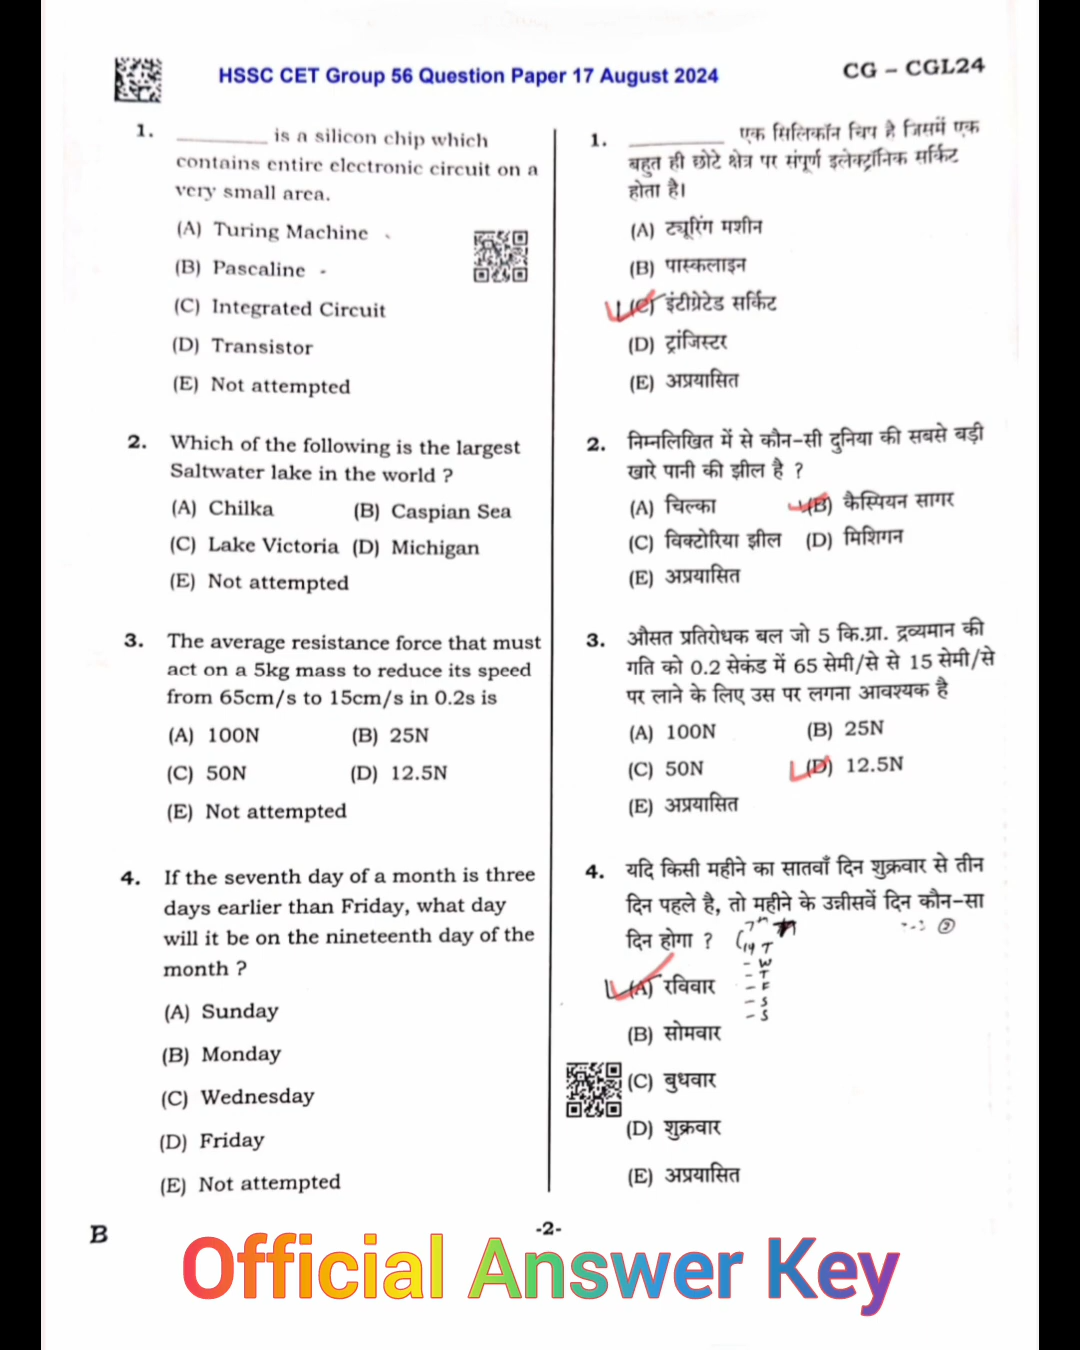 HSSC CET Group 56 Question Paper 17 August 2024
CG – CGL24
1. ________ is a silicon chip which
contains entire electronic circuit on a
very small area.
(A) Turing Machine
(B) Pascaline -
(C) Integrated Circuit
(D) Transistor
(E) Not attempted
2. Which of the following is the largest
Saltwater lake in the world ?
(A) Chilka (B) Caspian Sea
(C) Lake Victoria (D) Michigan
(E) Not attempted
3. The average resistance force that must
act on a 5kg mass to reduce its speed
from 65cm/s to 15cm/s in 0.2s is
(A) 100N (B) 25N
(C) 50N (D) 12.5N
(E) Not attempted
4. If the seventh day of a month is three
days earlier than Friday, what day
will it be on the nineteenth day of the
month ?
(A) Sunday
(B) Monday
(C) Wednesday
(D) Friday
(E) Not attempted
1. ________ एक सिलिकॉन चिप है जिसमें एक
बहुत ही छोटे क्षेत्र पर संपूर्ण इलेक्ट्रॉनिक सर्किट
होता है।
(A) ट्यूरिंग मशीन
(B) पास्कलाइन
(C) इंटीग्रेटेड सर्किट
(D) ट्रांजिस्टर
(E) अप्रयासित
2. निम्नलिखित में से कौन-सी दुनिया की सबसे बड़ी
खारे पानी की झील है ?
(A) चिल्का (B) कैस्पियन सागर
(C) विक्टोरिया झील (D) मिशिगन
(E) अप्रयासित
3. औसत प्रतिरोधक बल जो 5 कि.ग्रा. द्रव्यमान की
गति को 0.2 सेकंड में 65 सेमी/से से 15 सेमी/से
पर लाने के लिए उस पर लगना आवश्यक है
(A) 100N (B) 25N
(C) 50N (D) 12.5N
(E) अप्रयासित
4. यदि किसी महीने का सातवाँ दिन शुक्रवार से तीन
दिन पहले है, तो महीने के उन्नीसवें दिन कौन-सा
दिन होगा ?
7th
14 T
- W
- T
- F
- S
- S
(A) रविवार
(B) सोमवार
(C) बुधवार
(D) शुक्रवार
(E) अप्रयासित
B
-2-
Official Answer Key